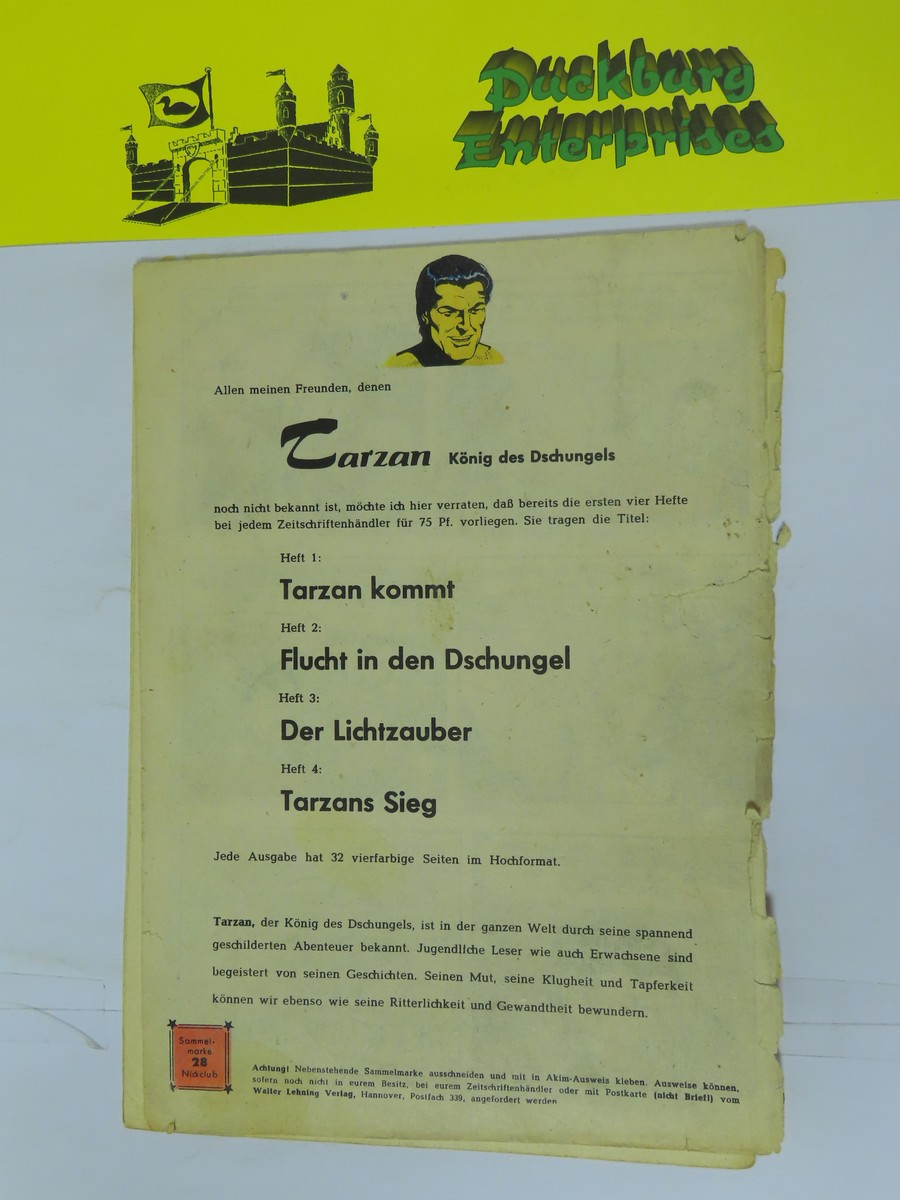 Duckburg
Enterprises
Allen meinen Freunden, denen
Tarzan König des Dschungels
noch nicht bekannt ist, möchte ich hier verraten, daß bereits die ersten vier Hefte
bei jedem Zeitschriftenhändler für 75 Pf. vorliegen. Sie tragen die Titel:
Heft 1:
Tarzan kommt
Heft 2:
Flucht in den Dschungel
Heft 3:
Der Lichtzauber
Heft 4:
Tarzans Sieg
Jede Ausgabe hat 32 vierfarbige Seiten im Hochformat.
Tarzan, der König des Dschungels, ist in der ganzen Welt durch seine spannend
geschilderten Abenteuer bekannt. Jugendliche Leser wie auch Erwachsene sind
begeistert von seinen Geschichten. Seinen Mut, seine Klugheit und Tapferkeit
können wir ebenso wie seine Ritterlichkeit und Gewandtheit bewundern.
Sammel-
marke
28
Nickclub
Achtung! Nebenstehende Sammelmarke ausschneiden und mit in Akim-Ausweis kleben. Ausweise können,
sofern noch nicht in eurem Besitz, bei eurem Zeitschriftenhändler oder mit Postkarte (nicht Brief!) vom
Walter Lehning Verlag, Hannover, Postfach 339, angefordert werden